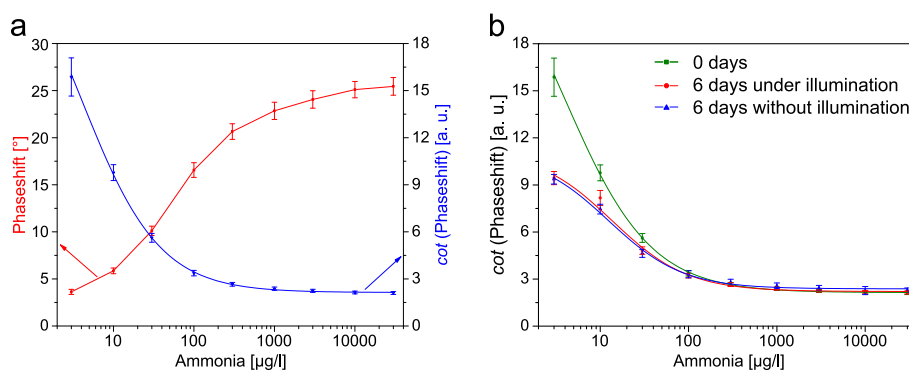 a
30
25
20
15
10
5
0
Phaseshift [°]
10
100
1000
10000
Ammonia [µg/l]
18
15
12
9
6
3
0
cot (Phaseshift) [a. u.]
b
18
15
12
9
6
3
0
cot (Phaseshift) [a. u.]
0 days
6 days under illumination
6 days without illumination
10
100
1000
10000
Ammonia [µg/l]